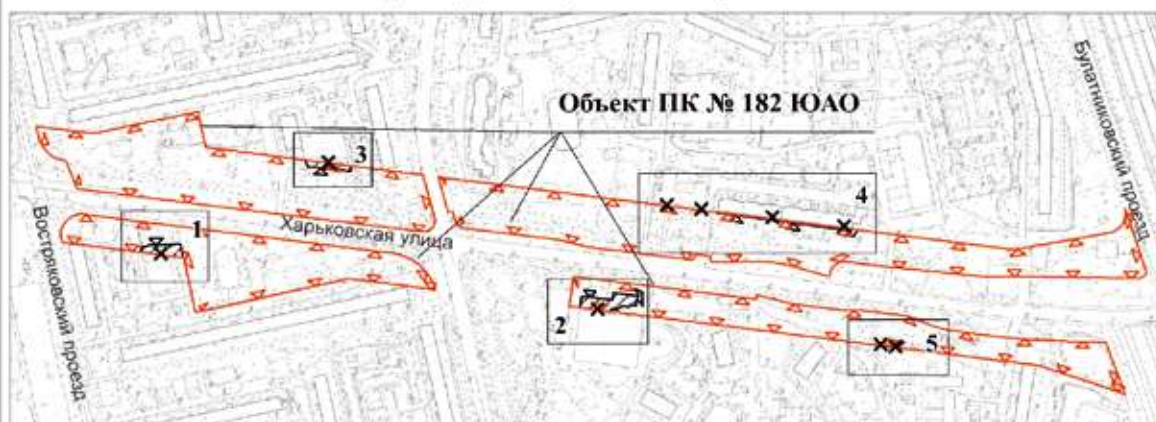 Объект ПК № 182 ЮАО
Булатниковский проезд
3
4
1
Харьковская улица
Востряковский проезд
2
5